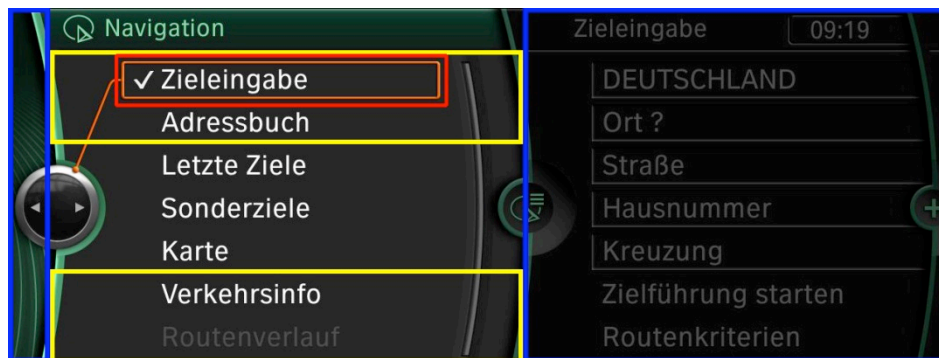 Navigation
Zieleingabe
Adressbuch
Letzte Ziele
Sonderziele
Karte
Verkehrsinfo
Routenverlauf
Zieleingabe 09:19
DEUTSCHLAND
Ort ?
Straße
Hausnummer
Kreuzung
Zielführung starten
Routenkriterien